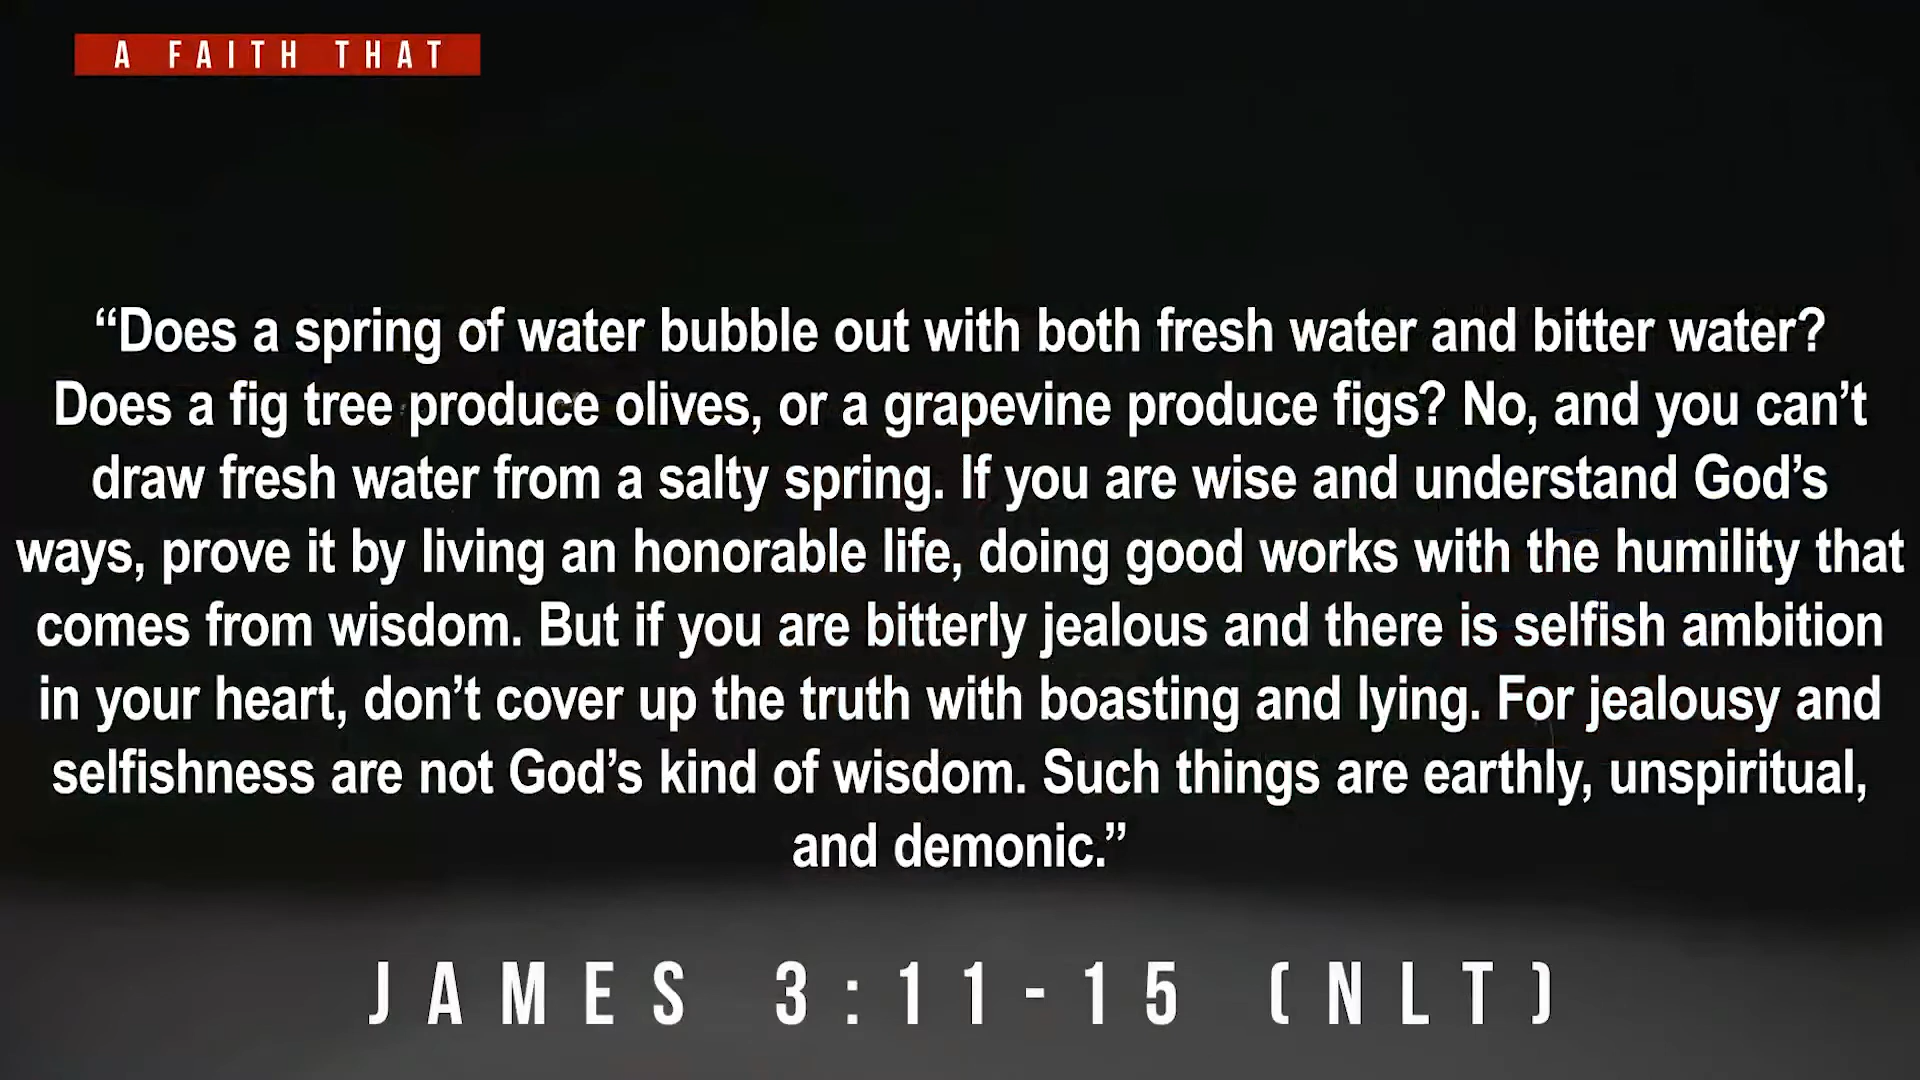 A FAITH THAT
“Does a spring of water bubble out with both fresh water and bitter water?
Does a fig tree produce olives, or a grapevine produce figs? No, and you can’t
draw fresh water from a salty spring. If you are wise and understand God’s
ways, prove it by living an honorable life, doing good works with the humility that
comes from wisdom. But if you are bitterly jealous and there is selfish ambition
in your heart, don’t cover up the truth with boasting and lying. For jealousy and
selfishness are not God’s kind of wisdom. Such things are earthly, unspiritual,
and demonic.”
JAMES 3:11-15 (NLT)